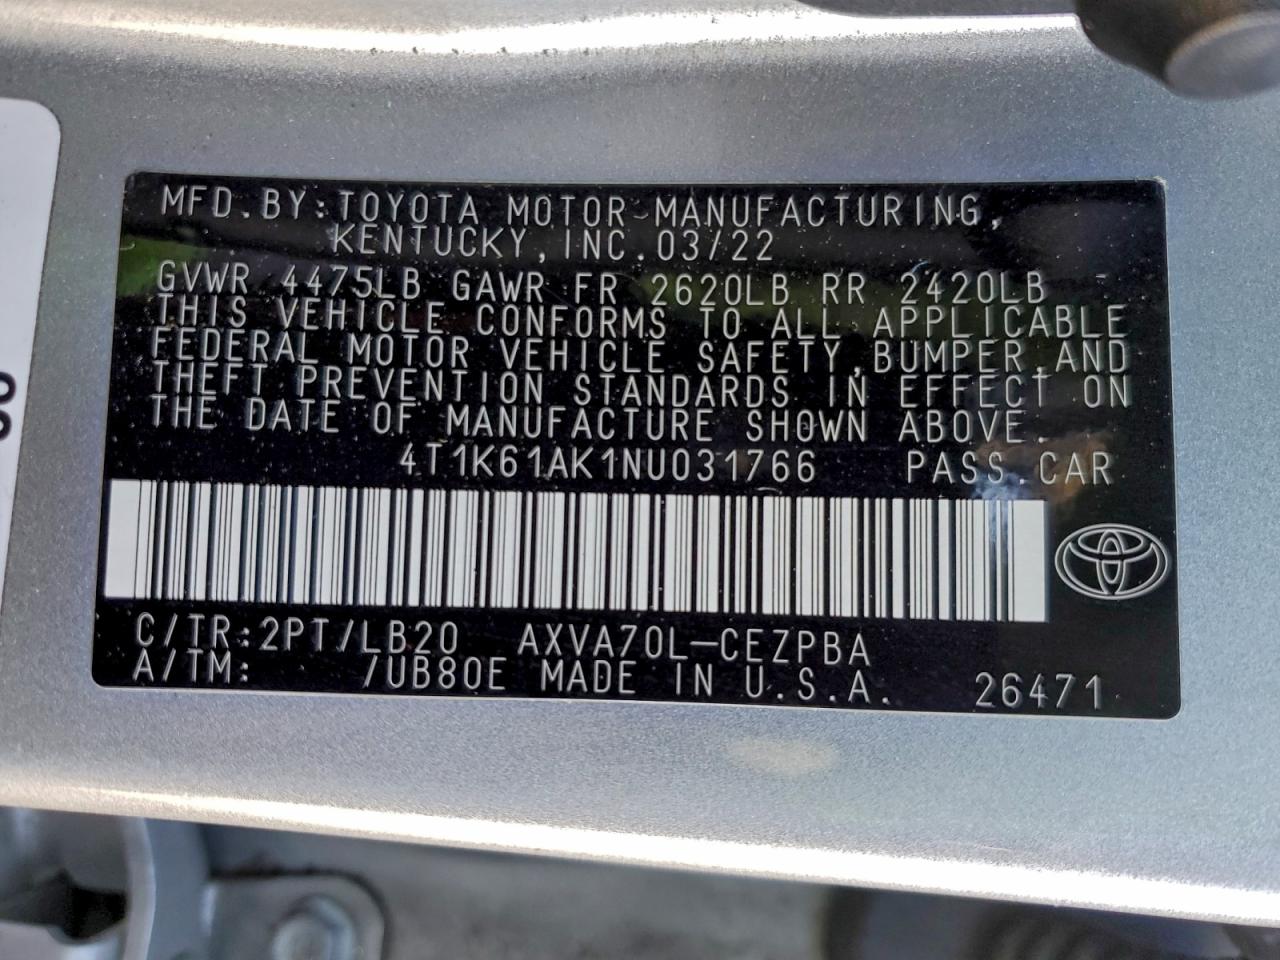 MFD.BY:TOYOTA MOTOR MANUFACTURING,
KENTUCKY,INC.03/22
GVWR 4475LB GAWR FR 2620LB RR 2420LB
THIS VEHICLE CONFORMS TO ALL APPLICABLE
FEDERAL MOTOR VEHICLE SAFETY,BUMPER,AND
THEFT PREVENTION STANDARDS IN EFFECT ON
THE DATE OF MANUFACTURE SHOWN ABOVE.
4T1K61AK1NU031766 PASS.CAR
C/TR:2PT/LB20 AXVA70L-CEZPBA
A/TM: /UB80E MADE IN U.S.A. 26471